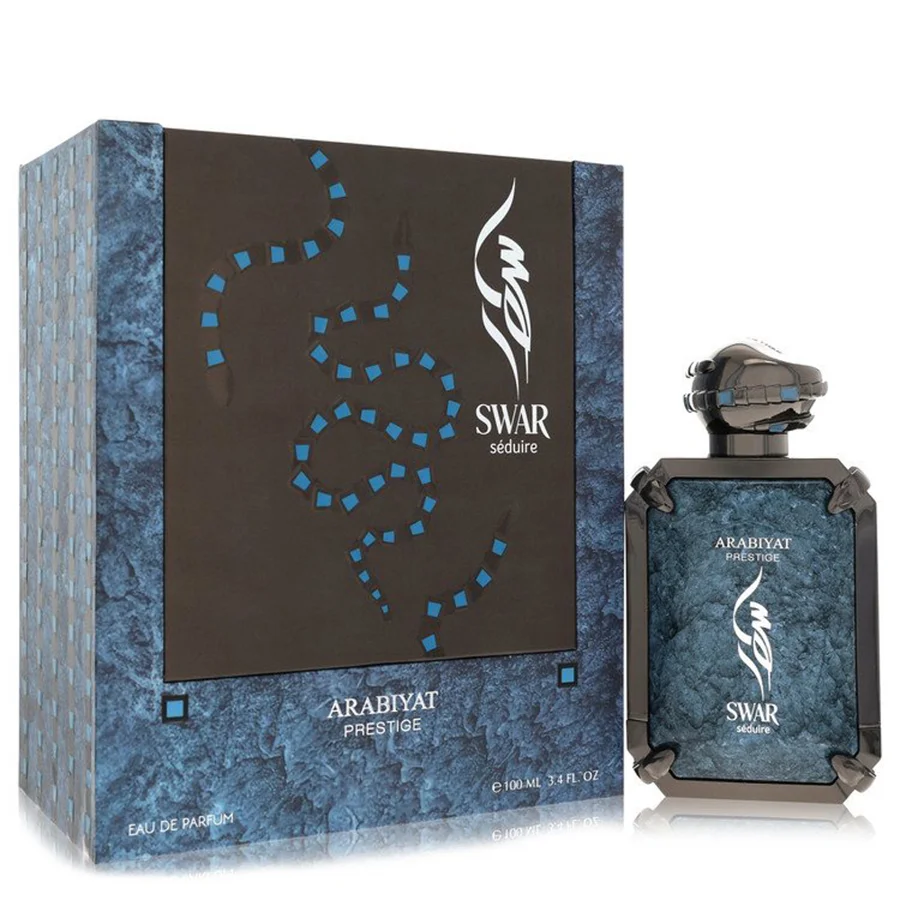 SWAR
séduire
ARABIYAT
PRESTIGE
EAU DE PARFUM
e 100 ML 3.4 FL. OZ
ARABIYAT
PRESTIGE
SWAR
séduire